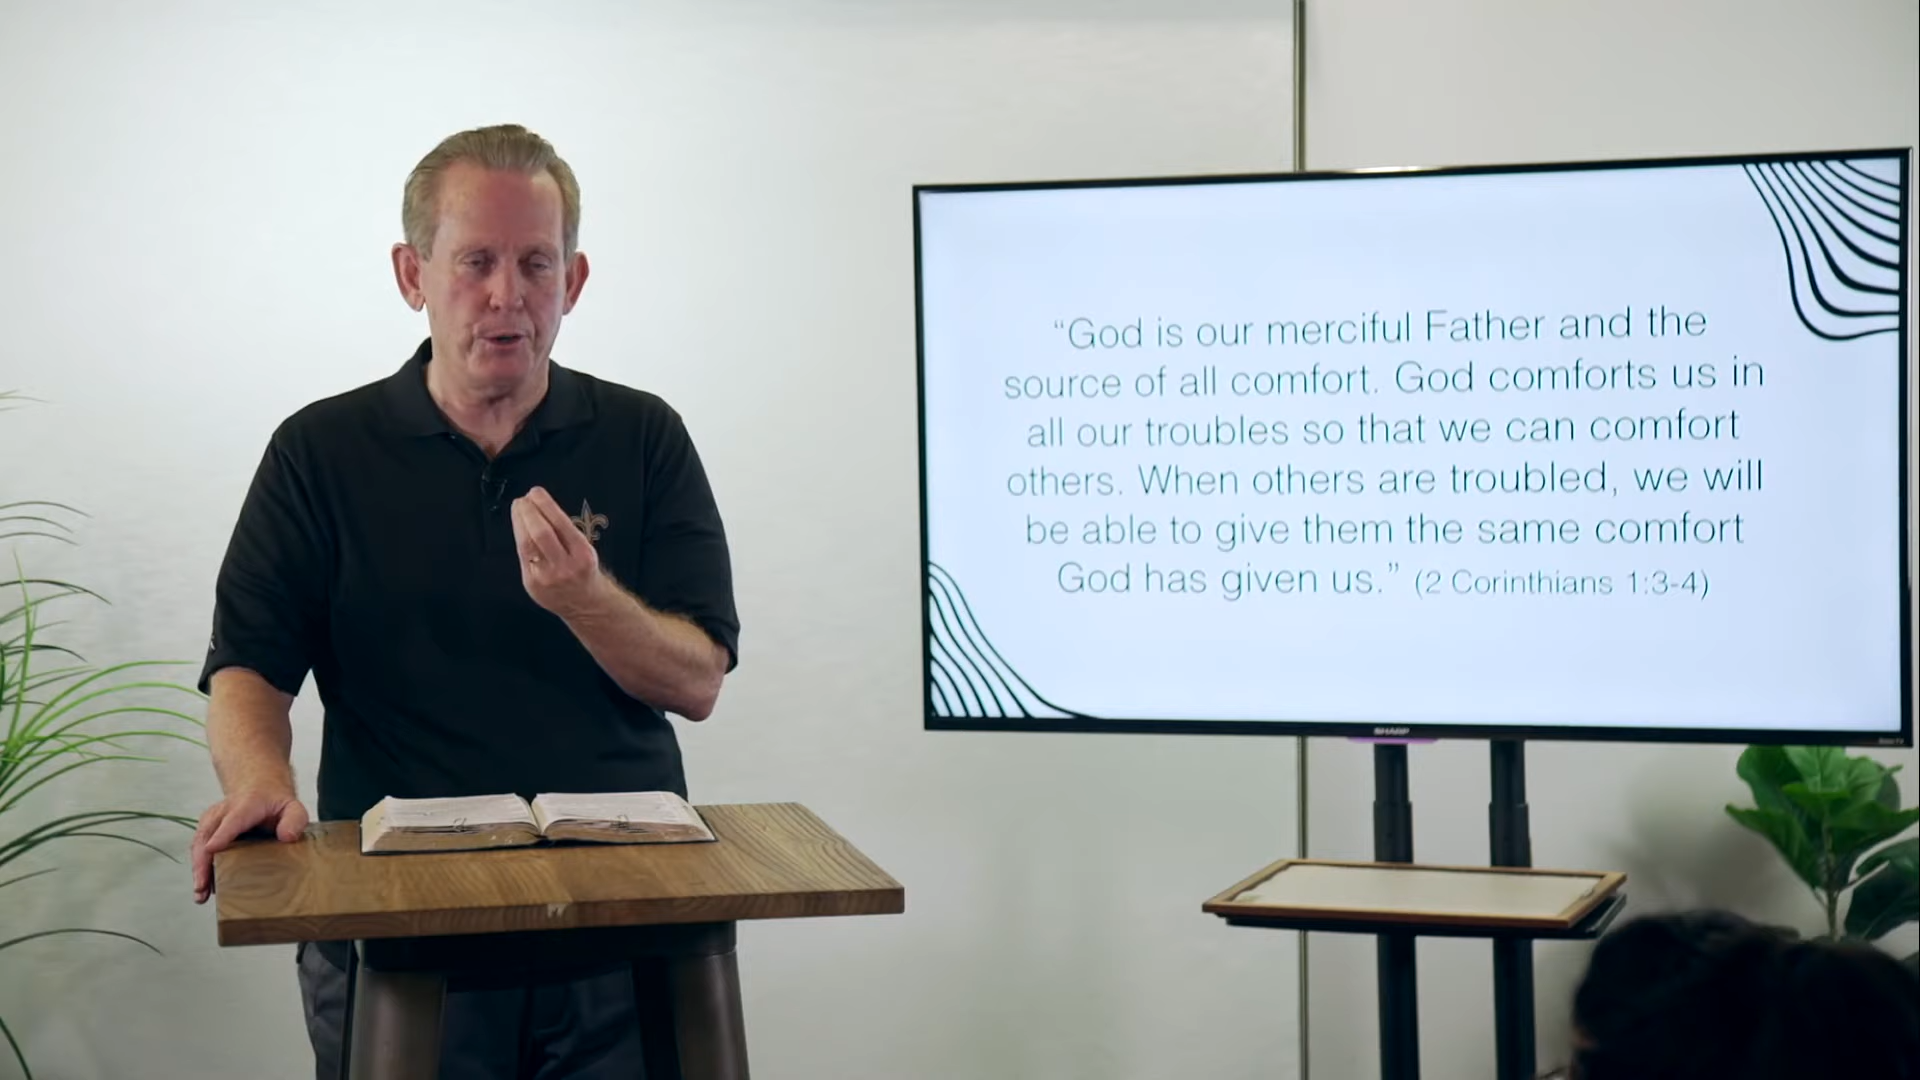 “God is our merciful Father and the
source of all comfort. God comforts us in
all our troubles so that we can comfort
others. When others are troubled, we will
be able to give them the same comfort
God has given us.” (2 Corinthians 1:3-4)
SHARP